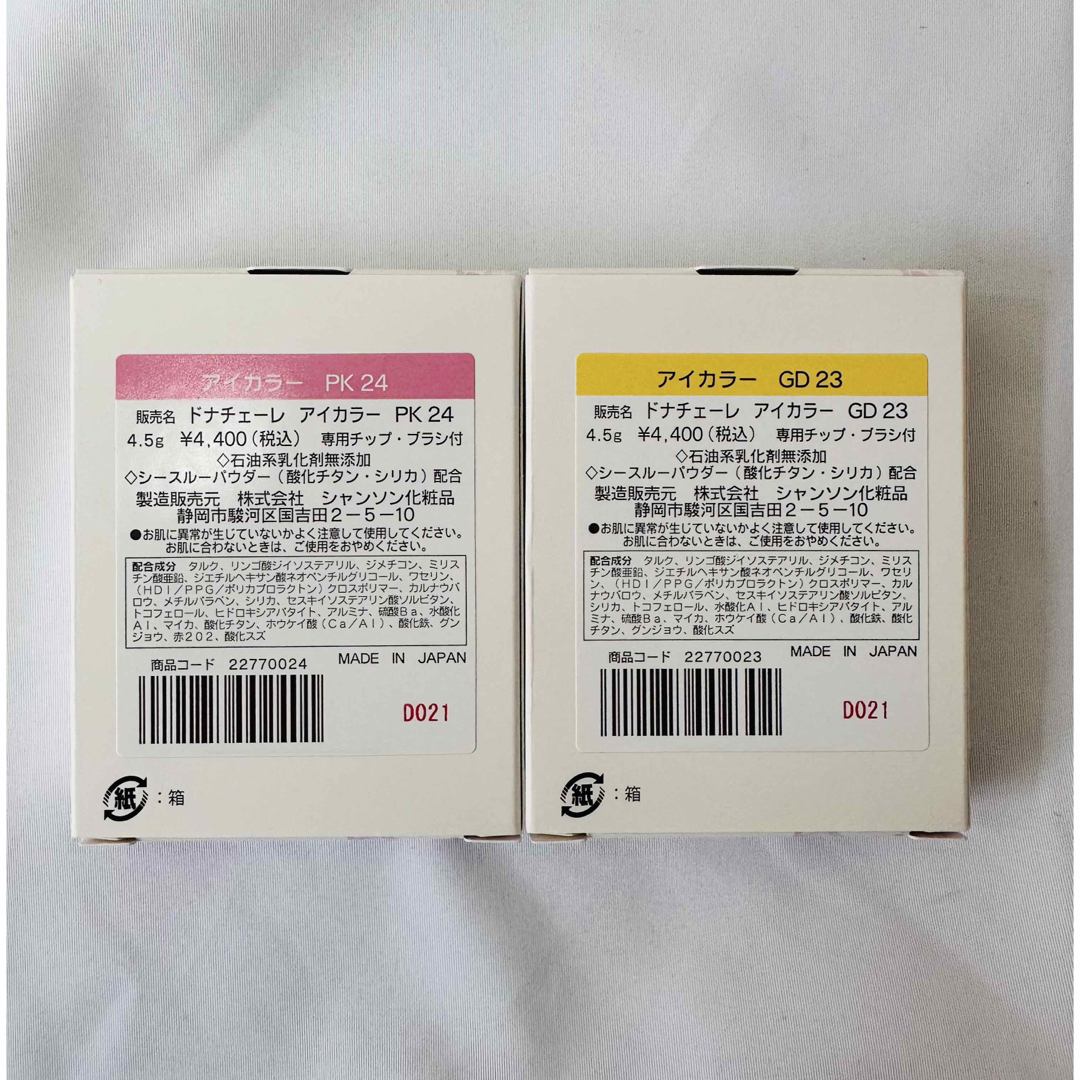 アイカラー PK 24
販売名 ドナチェーレ アイカラー PK 24
4.5g ¥4,400(税込) 専用チップ・ブラシ付
◇石油系乳化剤無添加
◇シースルーパウダー(酸化チタン・シリカ)配合
製造販売元 株式会社 シャンソン化粧品
静岡市駿河区国吉田2-5-10
●お肌に異常が生じていないかよく注意して使用してください。
お肌に合わないときは、ご使用をおやめください。
配合成分 タルク、リンゴ酸ジイソステアリル、ジメチコン、ミリス
チン酸亜鉛、ジエチルヘキサン酸ネオペンチルグリコール、ワセリン、
(HDI/PPG/ポリカプロラクトン)クロスポリマー、カルナウバ
ロウ、メチルパラベン、シリカ、セスキイソステアリン酸ソルビタン、
トコフェロール、ヒドロキシアパタイト、アルミナ、硫酸Ba、水酸化
Al、マイカ、酸化チタン、ホウケイ酸(Ca/Al)、酸化鉄、グン
ジョウ、赤202、酸化スズ
商品コード 22770024 MADE IN JAPAN
D021
紙 :箱
アイカラー GD 23
販売名 ドナチェーレ アイカラー GD 23
4.5g ¥4,400(税込) 専用チップ・ブラシ付
◇石油系乳化剤無添加
◇シースルーパウダー(酸化チタン・シリカ)配合
製造販売元 株式会社 シャンソン化粧品
静岡市駿河区国吉田2-5-10
●お肌に異常が生じていないかよく注意して使用してください。
お肌に合わないときは、ご使用をおやめください。
配合成分 タルク、リンゴ酸ジイソステアリル、ジメチコン、ミリス
チン酸亜鉛、ジエチルヘキサン酸ネオペンチルグリコール、ワセリ
ン、(HDI/PPG/ポリカプロラクトン)クロスポリマー、カル
ナウバロウ、メチルパラベン、セスキイソステアリン酸ソルビタン、
シリカ、トコフェロール、水酸化Al、ヒドロキシアパタイト、アル
ミナ、硫酸Ba、マイカ、ホウケイ酸(Ca/Al)、酸化鉄、酸化
チタン、グンジョウ、酸化スズ
商品コード 22770023 MADE IN JAPAN
D021
紙 :箱